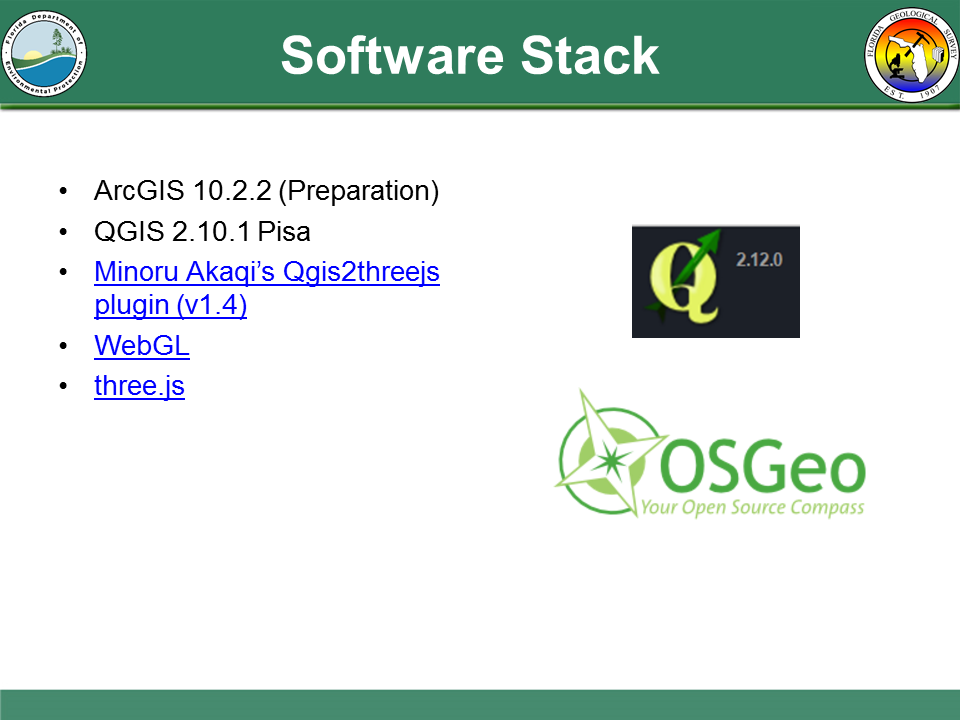 Florida Department of
Environmental Protection
Software Stack
FLORIDA GEOLOGICAL SURVEY
EST. 1907
• ArcGIS 10.2.2 (Preparation)
• QGIS 2.10.1 Pisa
• Minoru Akaqi’s Qgis2threejs
plugin (v1.4)
• WebGL
• three.js
Q 2.12.0
OSGeo
Your Open Source Compass